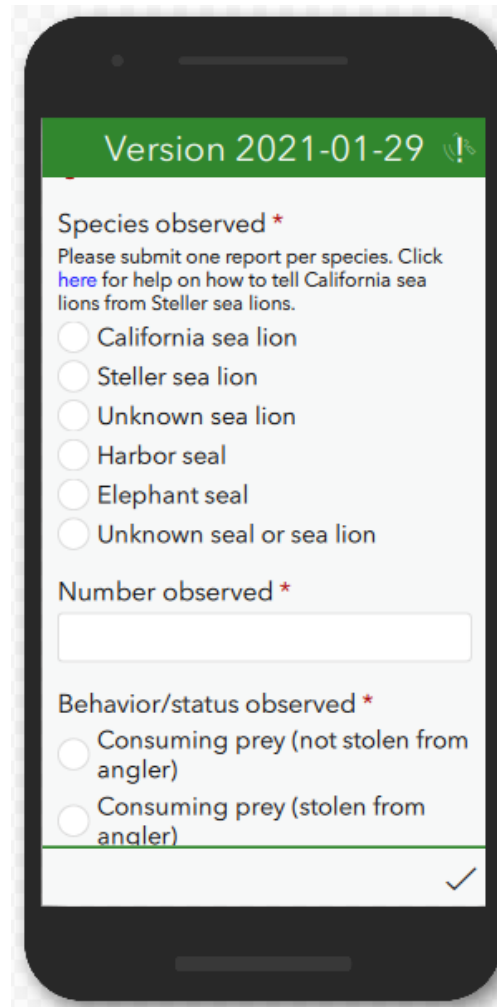 Version 2021-01-29
Species observed *
Please submit one report per species. Click
here for help on how to tell California sea
lions from Steller sea lions.
California sea lion
Steller sea lion
Unknown sea lion
Harbor seal
Elephant seal
Unknown seal or sea lion
Number observed *
Behavior/status observed *
Consuming prey (not stolen from
angler)
Consuming prey (stolen from
angler)